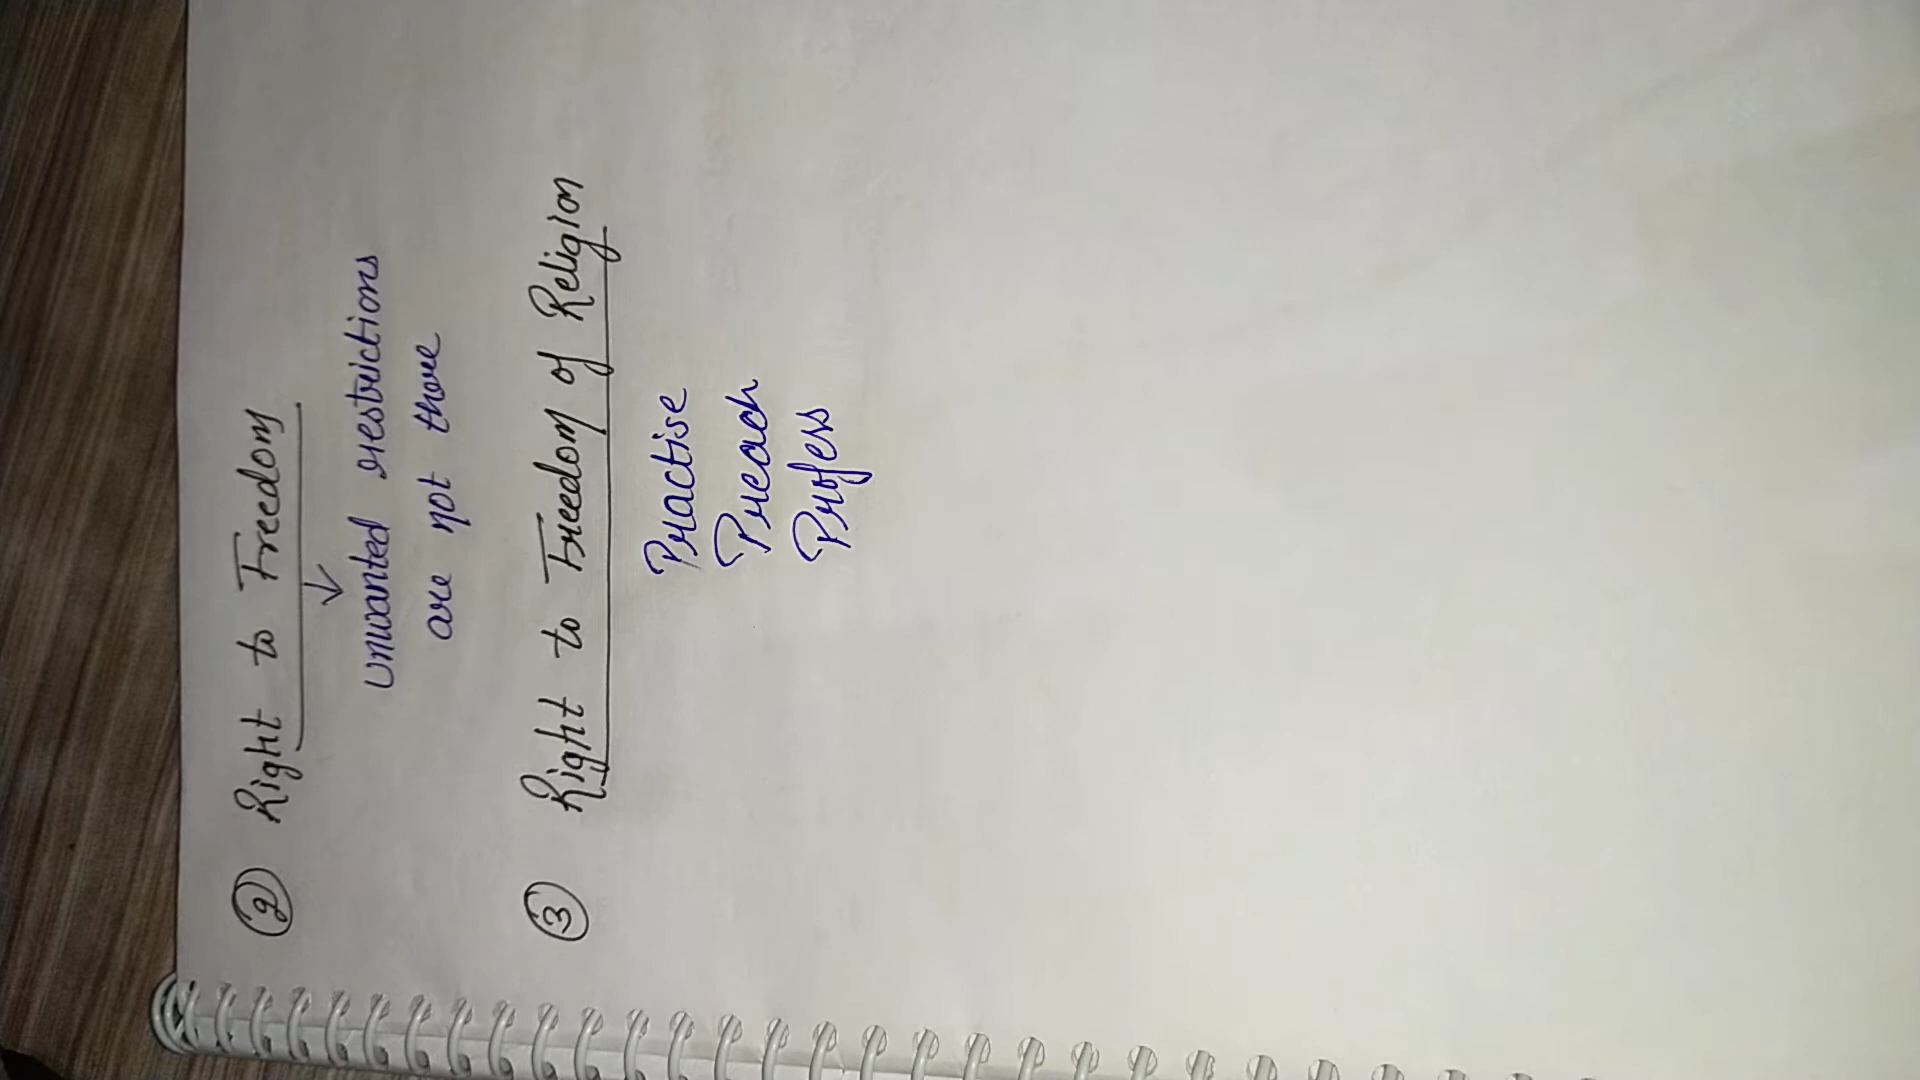 ② Right to Freedom
↓
unwanted restrictions
are not there
③ Right to Freedom of Religion
Practise
Preach
Profess